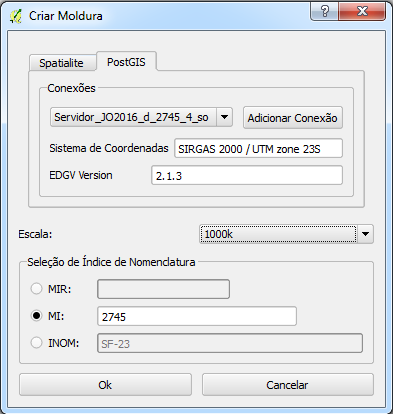 Criar Moldura
Spatialite PostGIS
Conexões
Servidor_JO2016_d_2745_4_so Adicionar Conexão
Sistema de Coordenadas SIRGAS 2000 / UTM zone 23S
EDGV Version 2.1.3
Escala: 1000k
Seleção de Índice de Nomenclatura
MIR:
MI: 2745
INOM: SF-23
Ok Cancelar